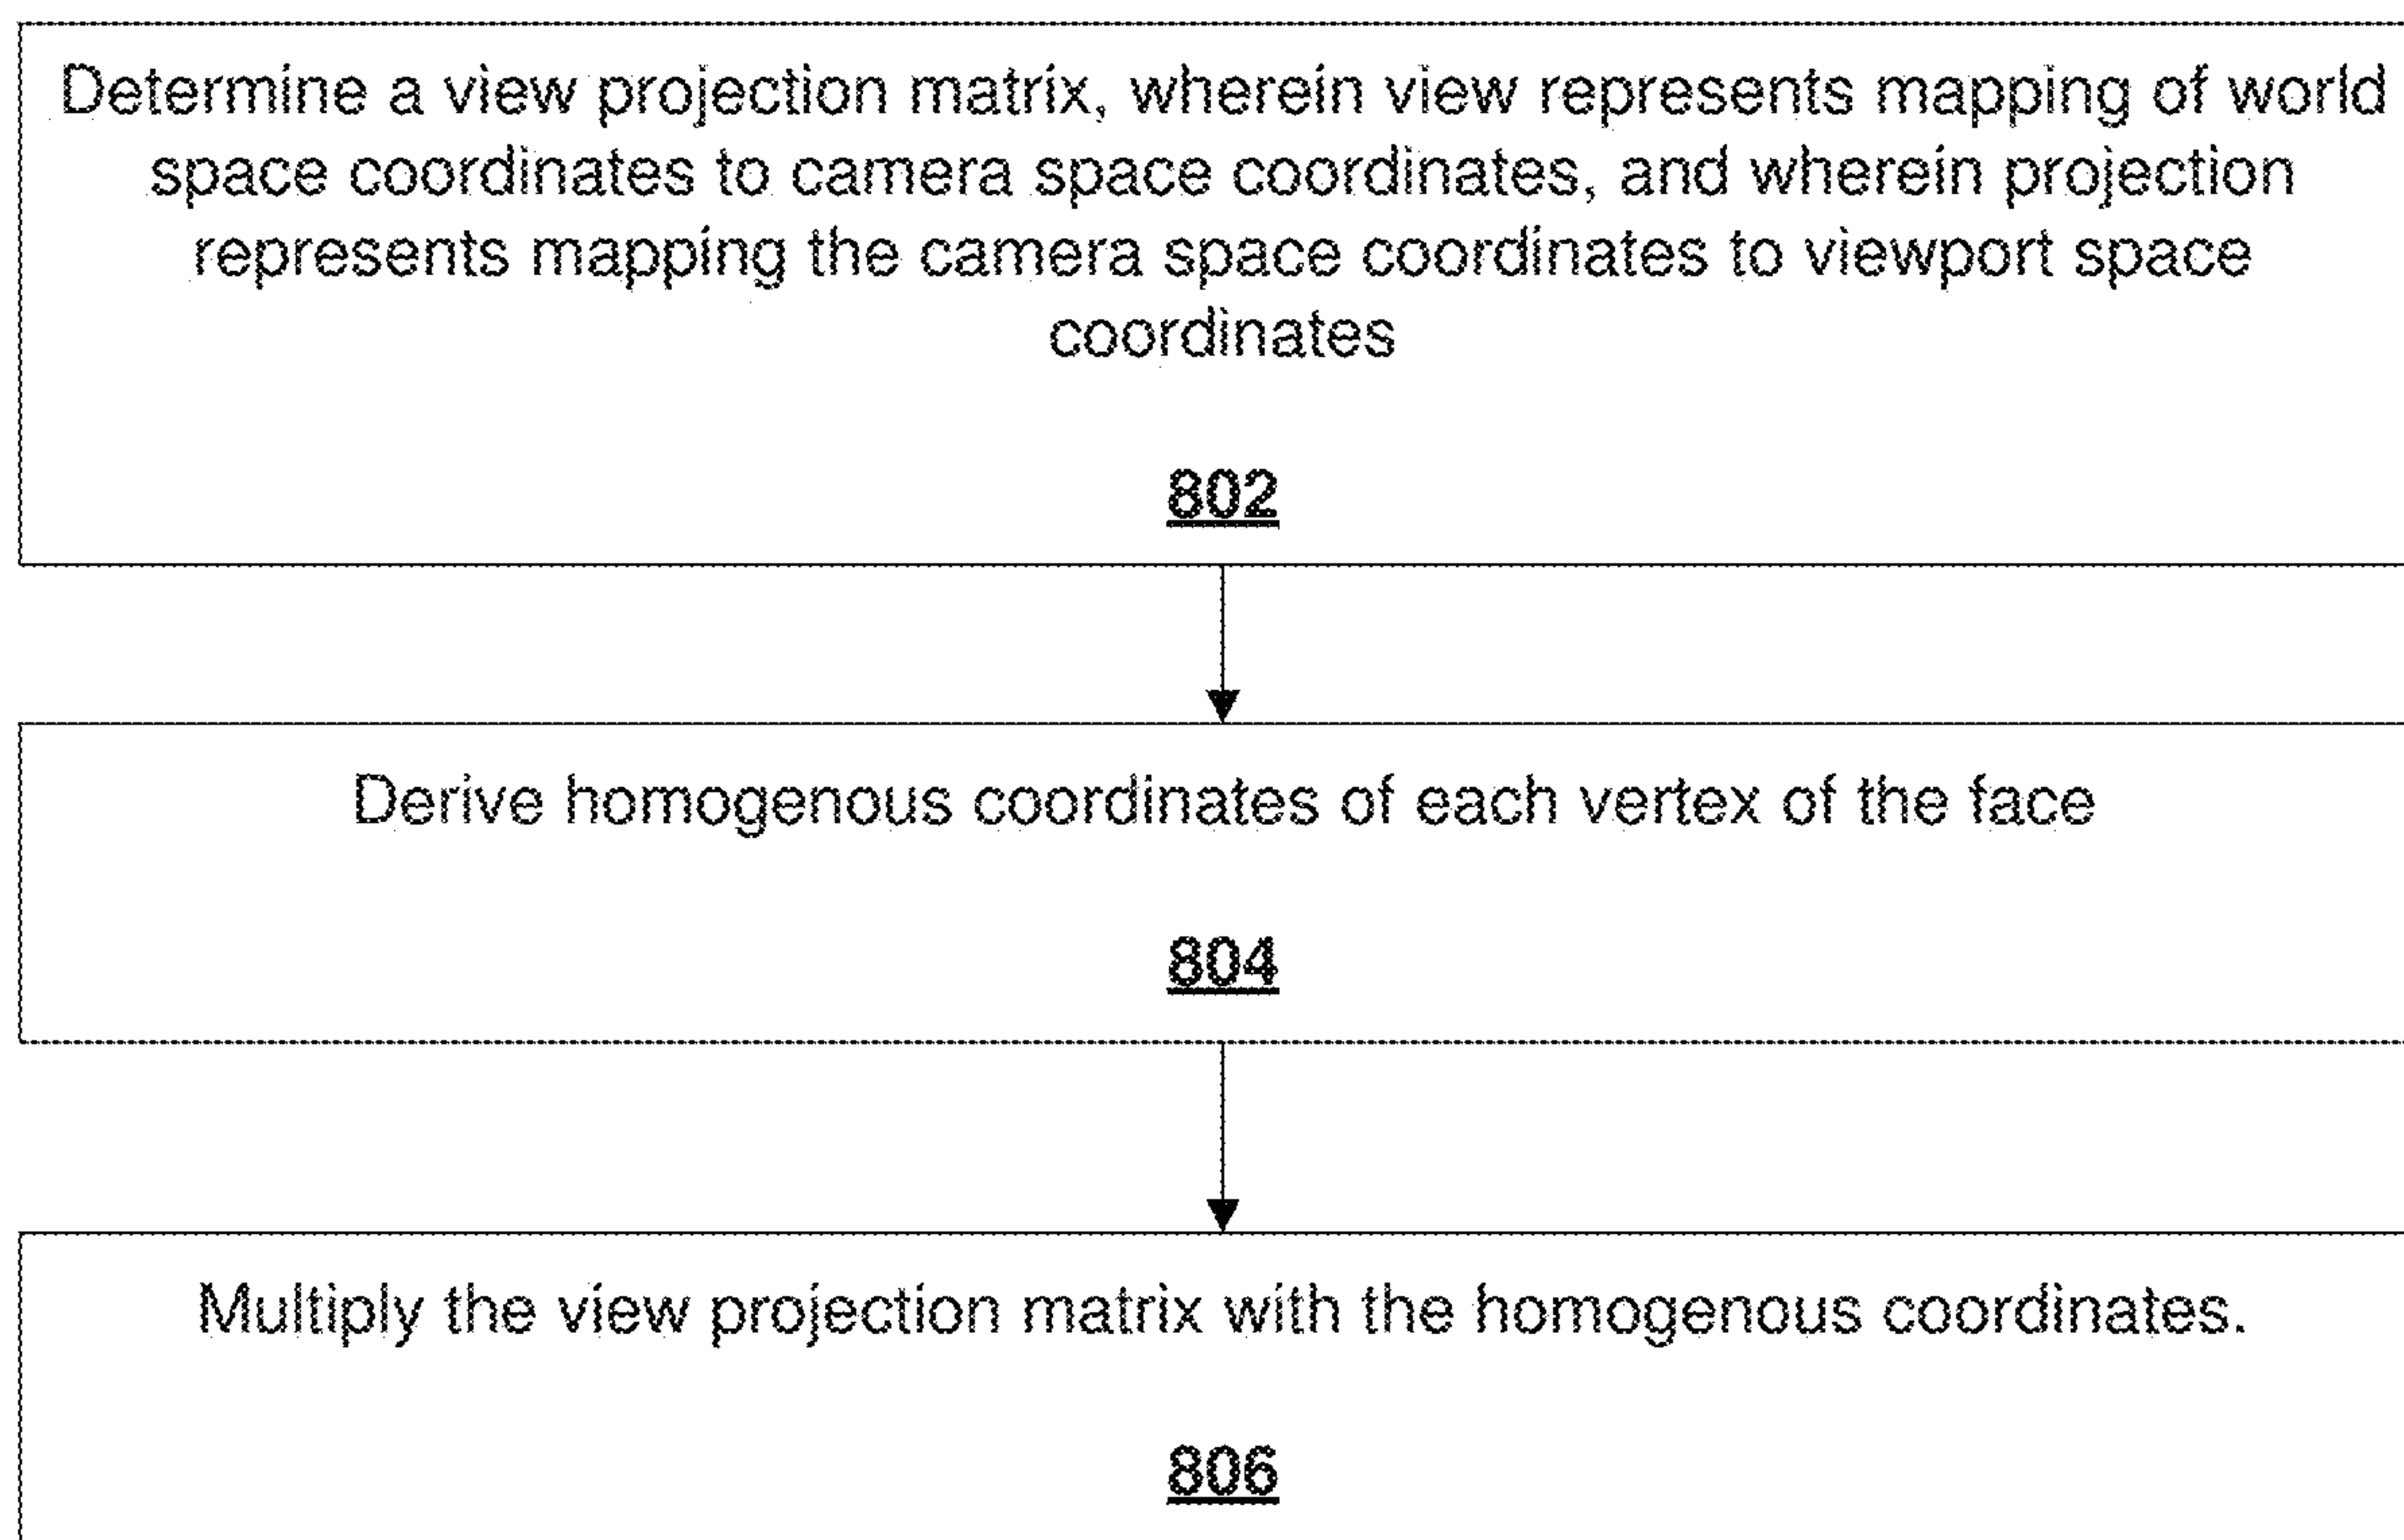 Determine a view projection matrix, wherein view represents mapping of world
space coordinates to camera space coordinates, and wherein projection
represents mapping the camera space coordinates to viewport space
coordinates
802
Derive homogenous coordinates of each vertex of the face
804
Multiply the view projection matrix with the homogenous coordinates.
806